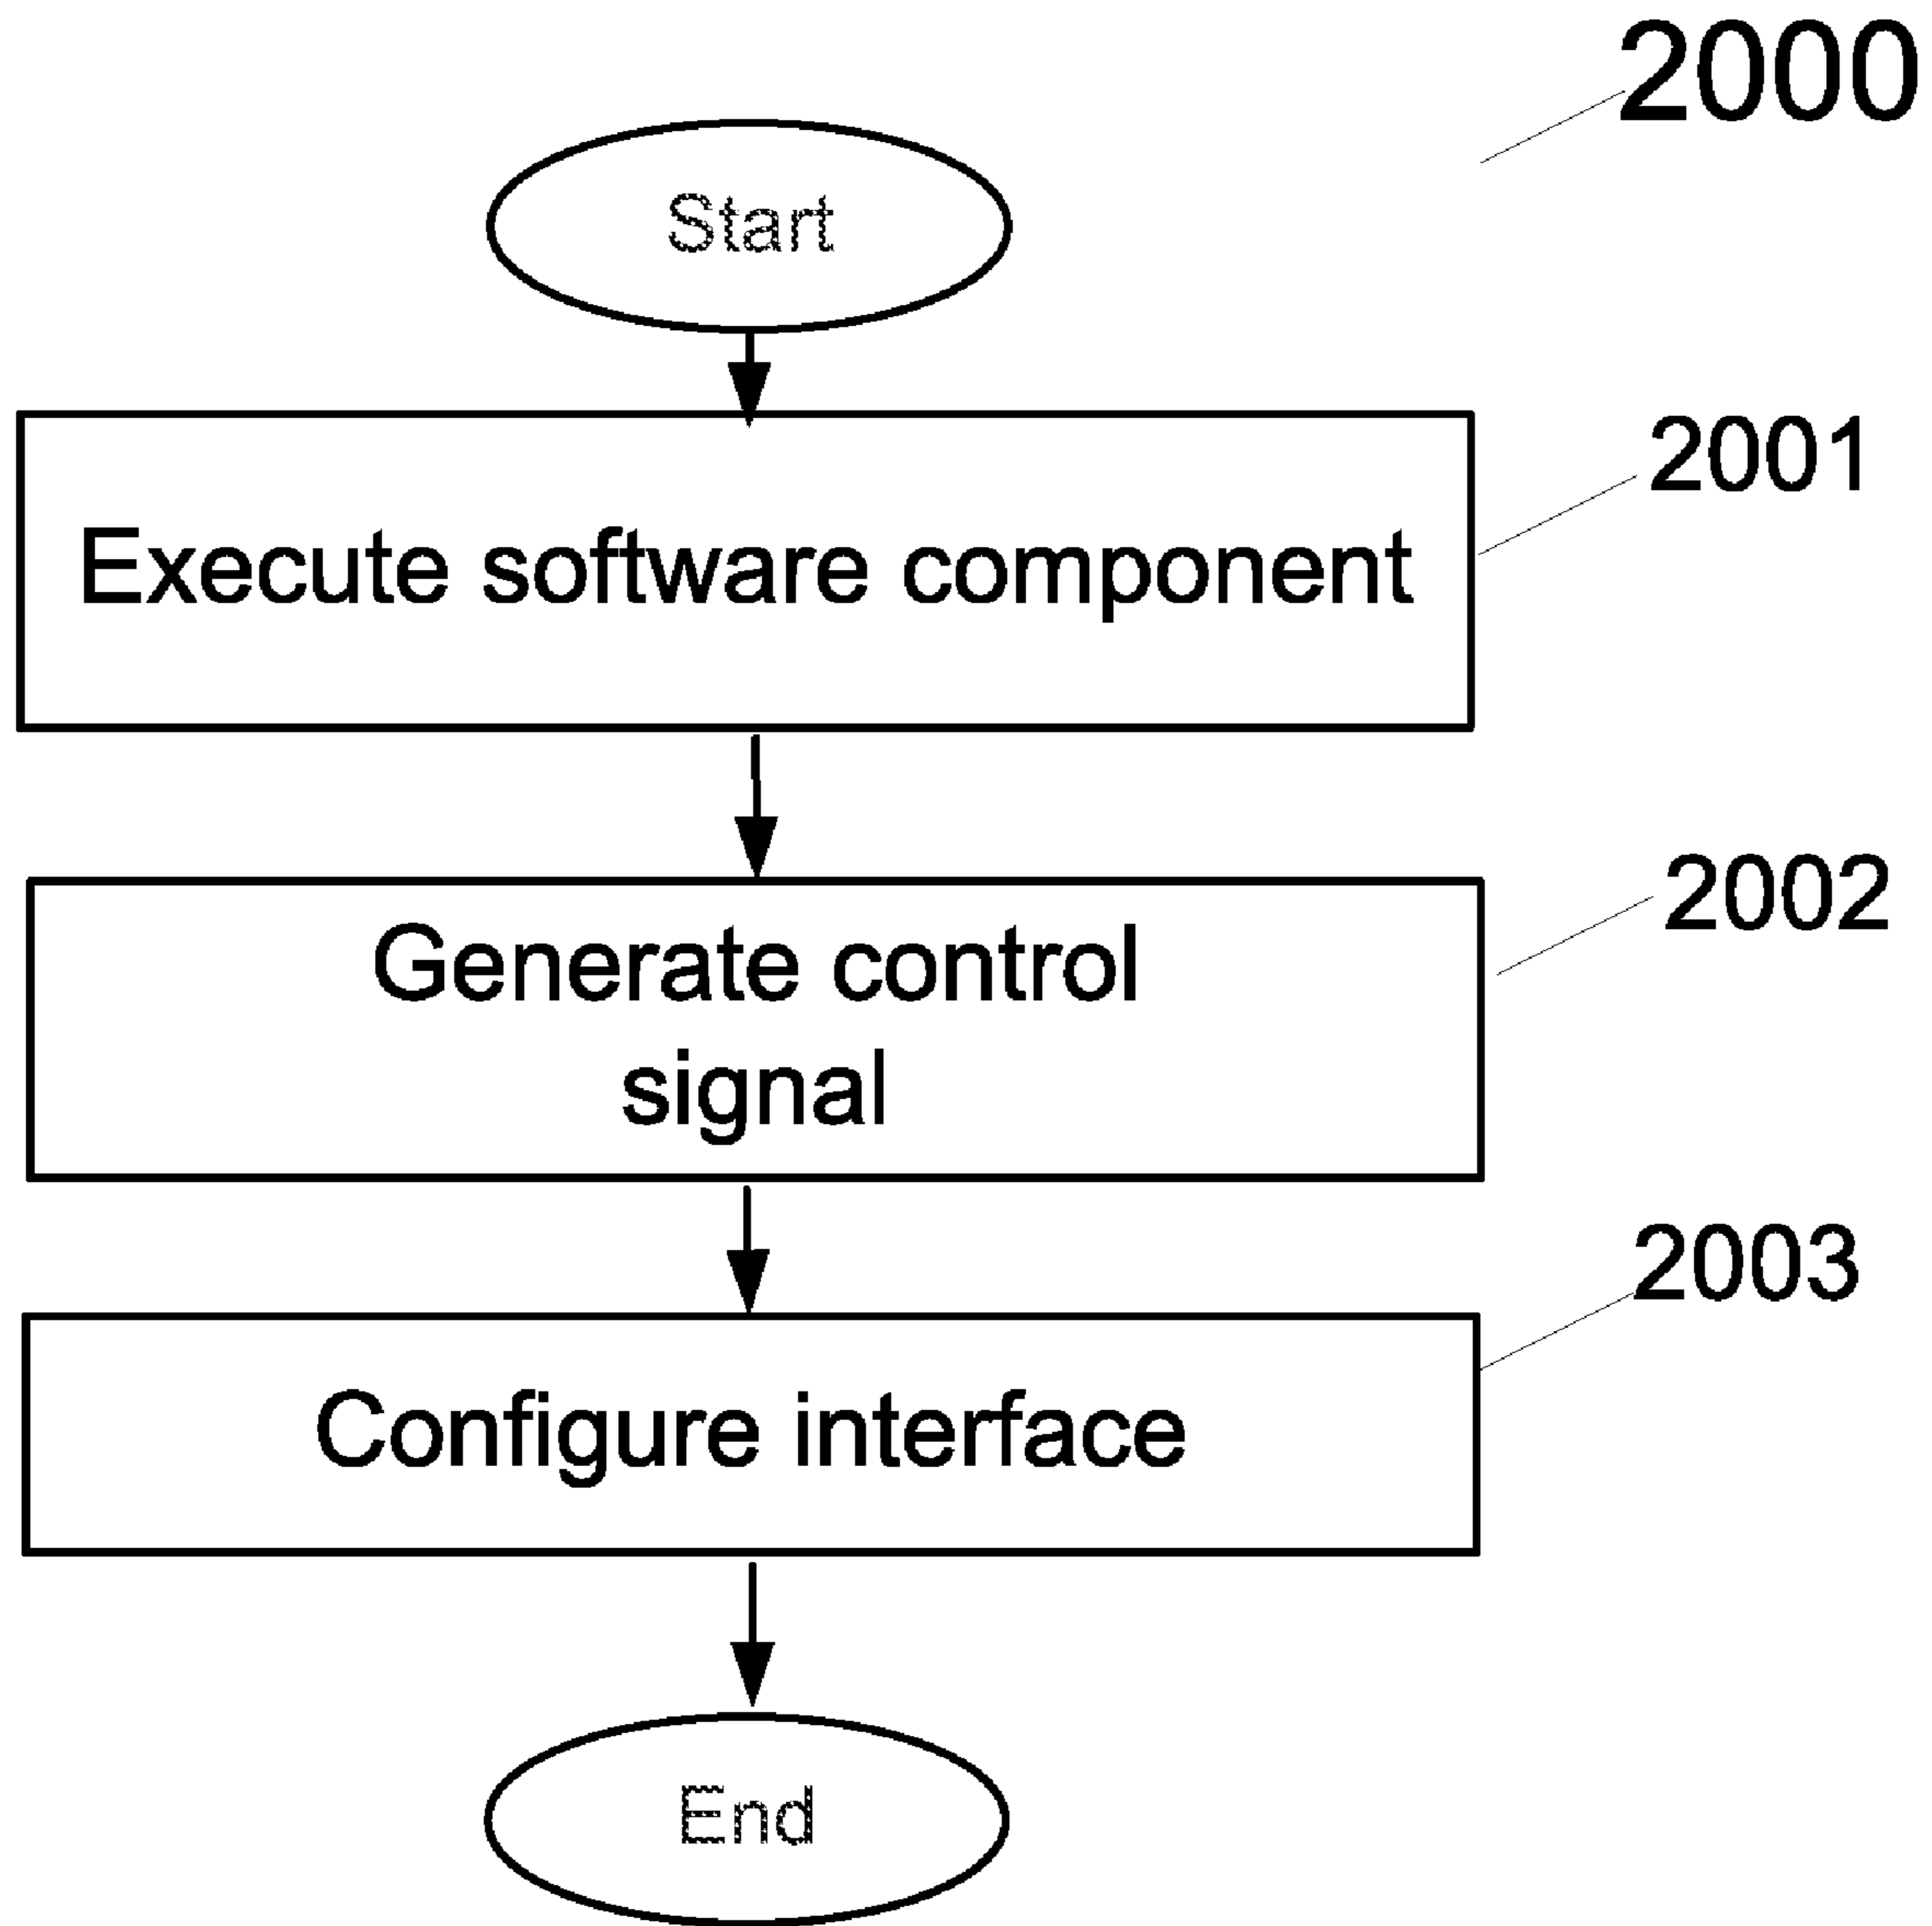 2000
Start
2001
Execute software component
2002
Generate control
signal
2003
Configure interface
End